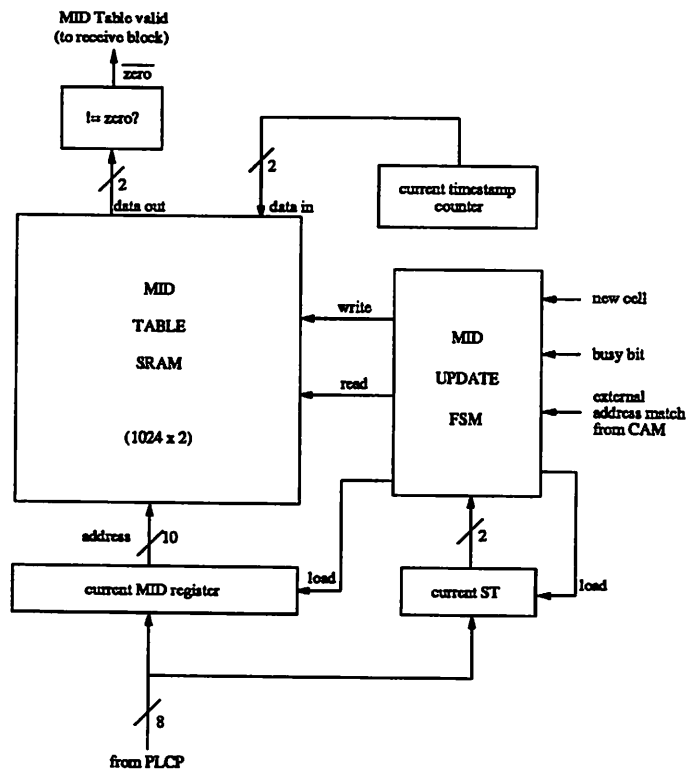 MID Table valid
(to receive block)
zero
!= zero?
2
data out
2
data in
current timestamp
counter
MID
TABLE
SRAM
(1024 x 2)
write
read
MID
UPDATE
FSM
new cell
busy bit
external
address match
from CAM
address
10
2
load
load
current MID register
current ST
8
from PLCP